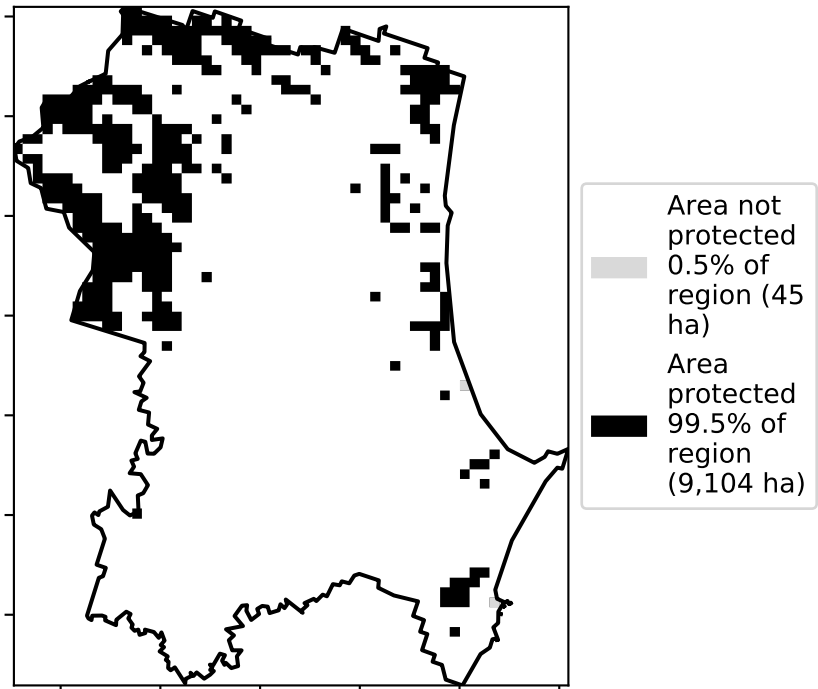 Area not
protected
0.5% of
region (45
ha)
Area
protected
99.5% of
region
(9,104 ha)